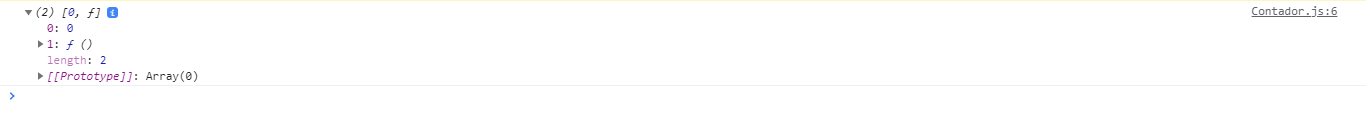 ▼(2) [0, ƒ] i Contador.js:6
0: 0
▶1: ƒ ()
length: 2
▶[[Prototype]]: Array(0)
>